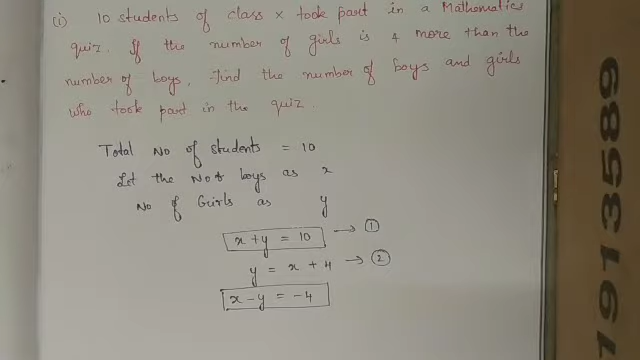 (i) 10 students of class x took part in a Mathematics
quiz. If the number of girls is 4 more than the
number of boys, Find the number of boys and girls
who took part in the quiz.
Total No of students = 10
Let the No of boys as x
No of Girls as y
x + y = 10 → ①
y = x + 4 → ②
x - y = -4
1913589